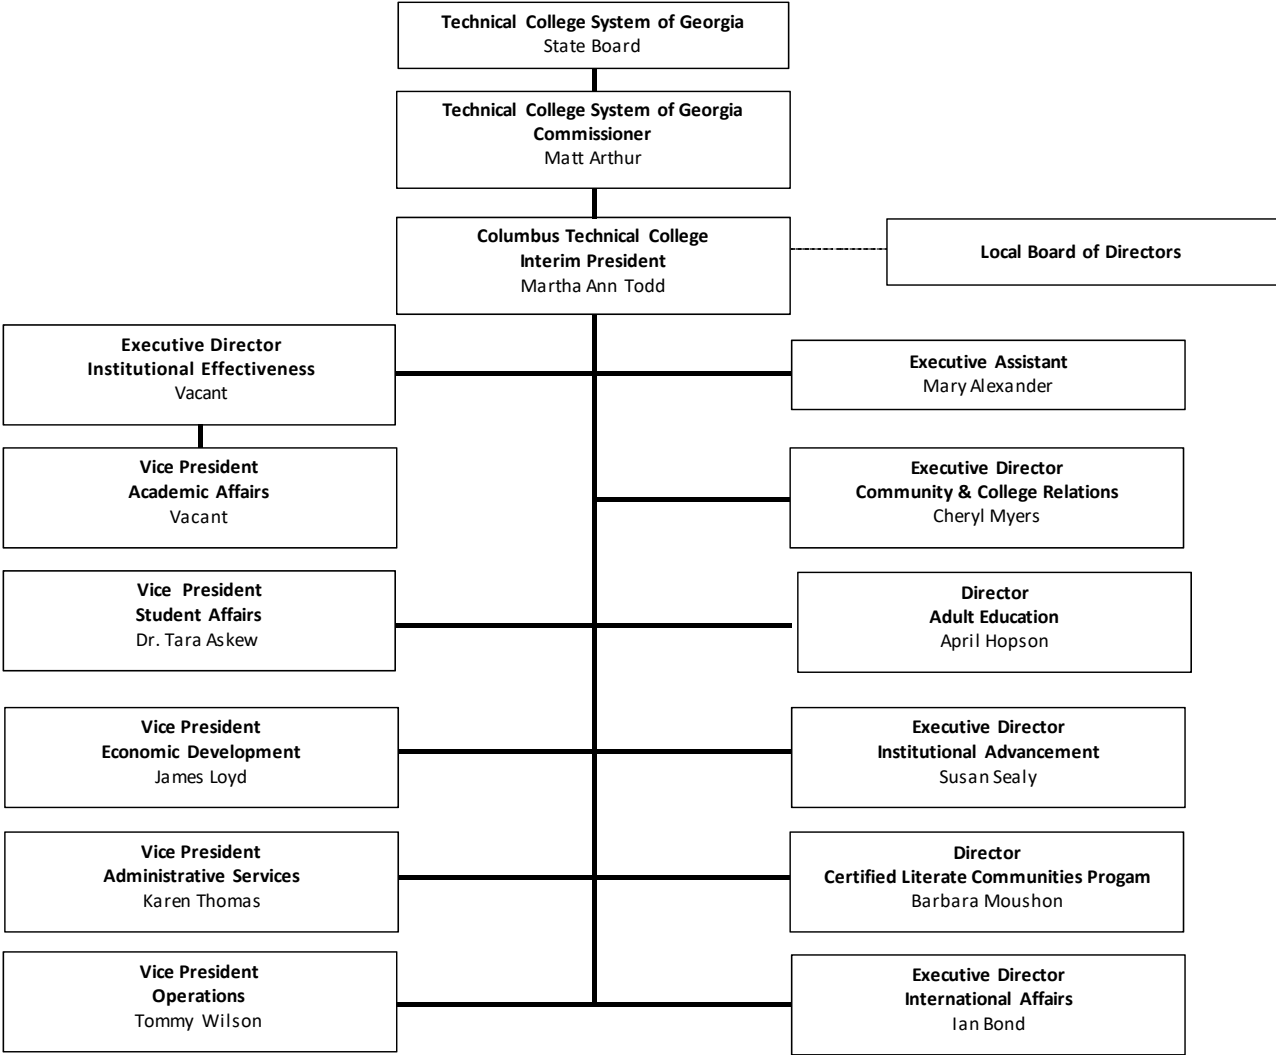 Technical College System of Georgia
State Board
Technical College System of Georgia
Commissioner
Matt Arthur
Columbus Technical College
Interim President
Martha Ann Todd
Local Board of Directors
Executive Director
Institutional Effectiveness
Vacant
Executive Assistant
Mary Alexander
Vice President
Academic Affairs
Vacant
Executive Director
Community & College Relations
Cheryl Myers
Vice President
Student Affairs
Dr. Tara Askew
Director
Adult Education
April Hopson
Vice President
Economic Development
James Loyd
Executive Director
Institutional Advancement
Susan Sealy
Vice President
Administrative Services
Karen Thomas
Director
Certified Literate Communities Progam
Barbara Moushon
Vice President
Operations
Tommy Wilson
Executive Director
International Affairs
Ian Bond